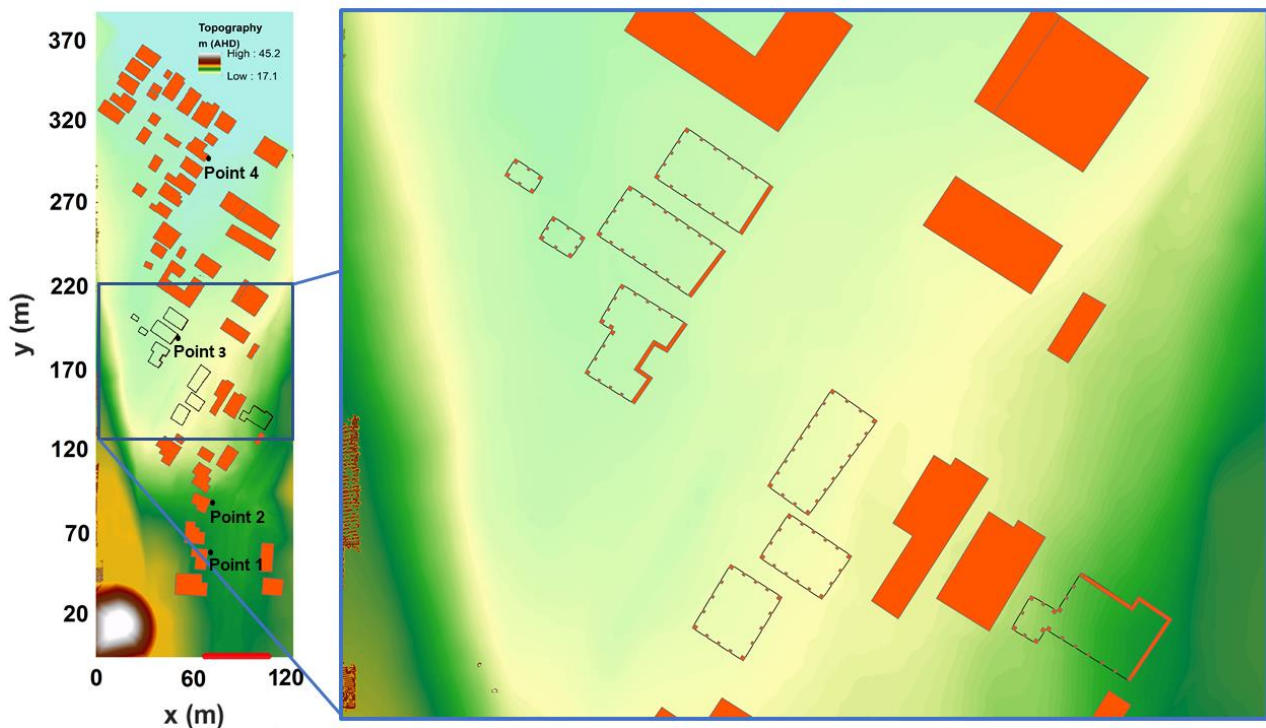 370
320
270
220
170
120
70
20
y (m)
Topography
m (AHD)
High : 45.2
Low : 17.1
Point 4
Point 3
Point 2
Point 1
0
60
120
x (m)